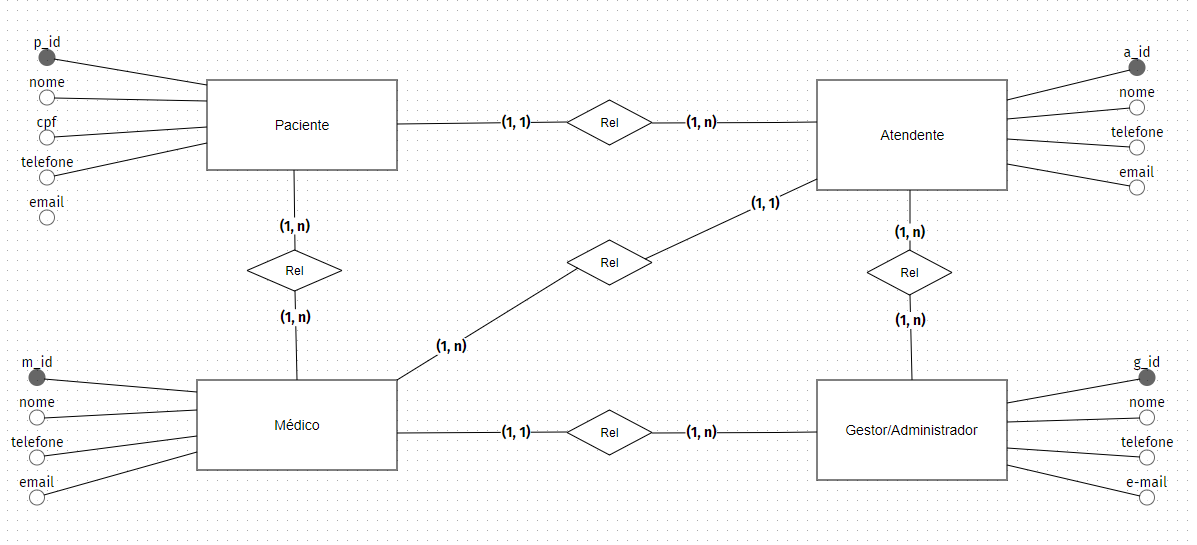 p_id
nome
cpf
telefone
email
Paciente
(1, 1)
Rel
(1, n)
Atendente
a_id
nome
telefone
email
(1, n)
Rel
(1, n)
(1, 1)
Rel
(1, n)
(1, n)
Rel
(1, n)
m_id
nome
telefone
email
Médico
(1, 1)
Rel
(1, n)
Gestor/Administrador
g_id
nome
telefone
e-mail